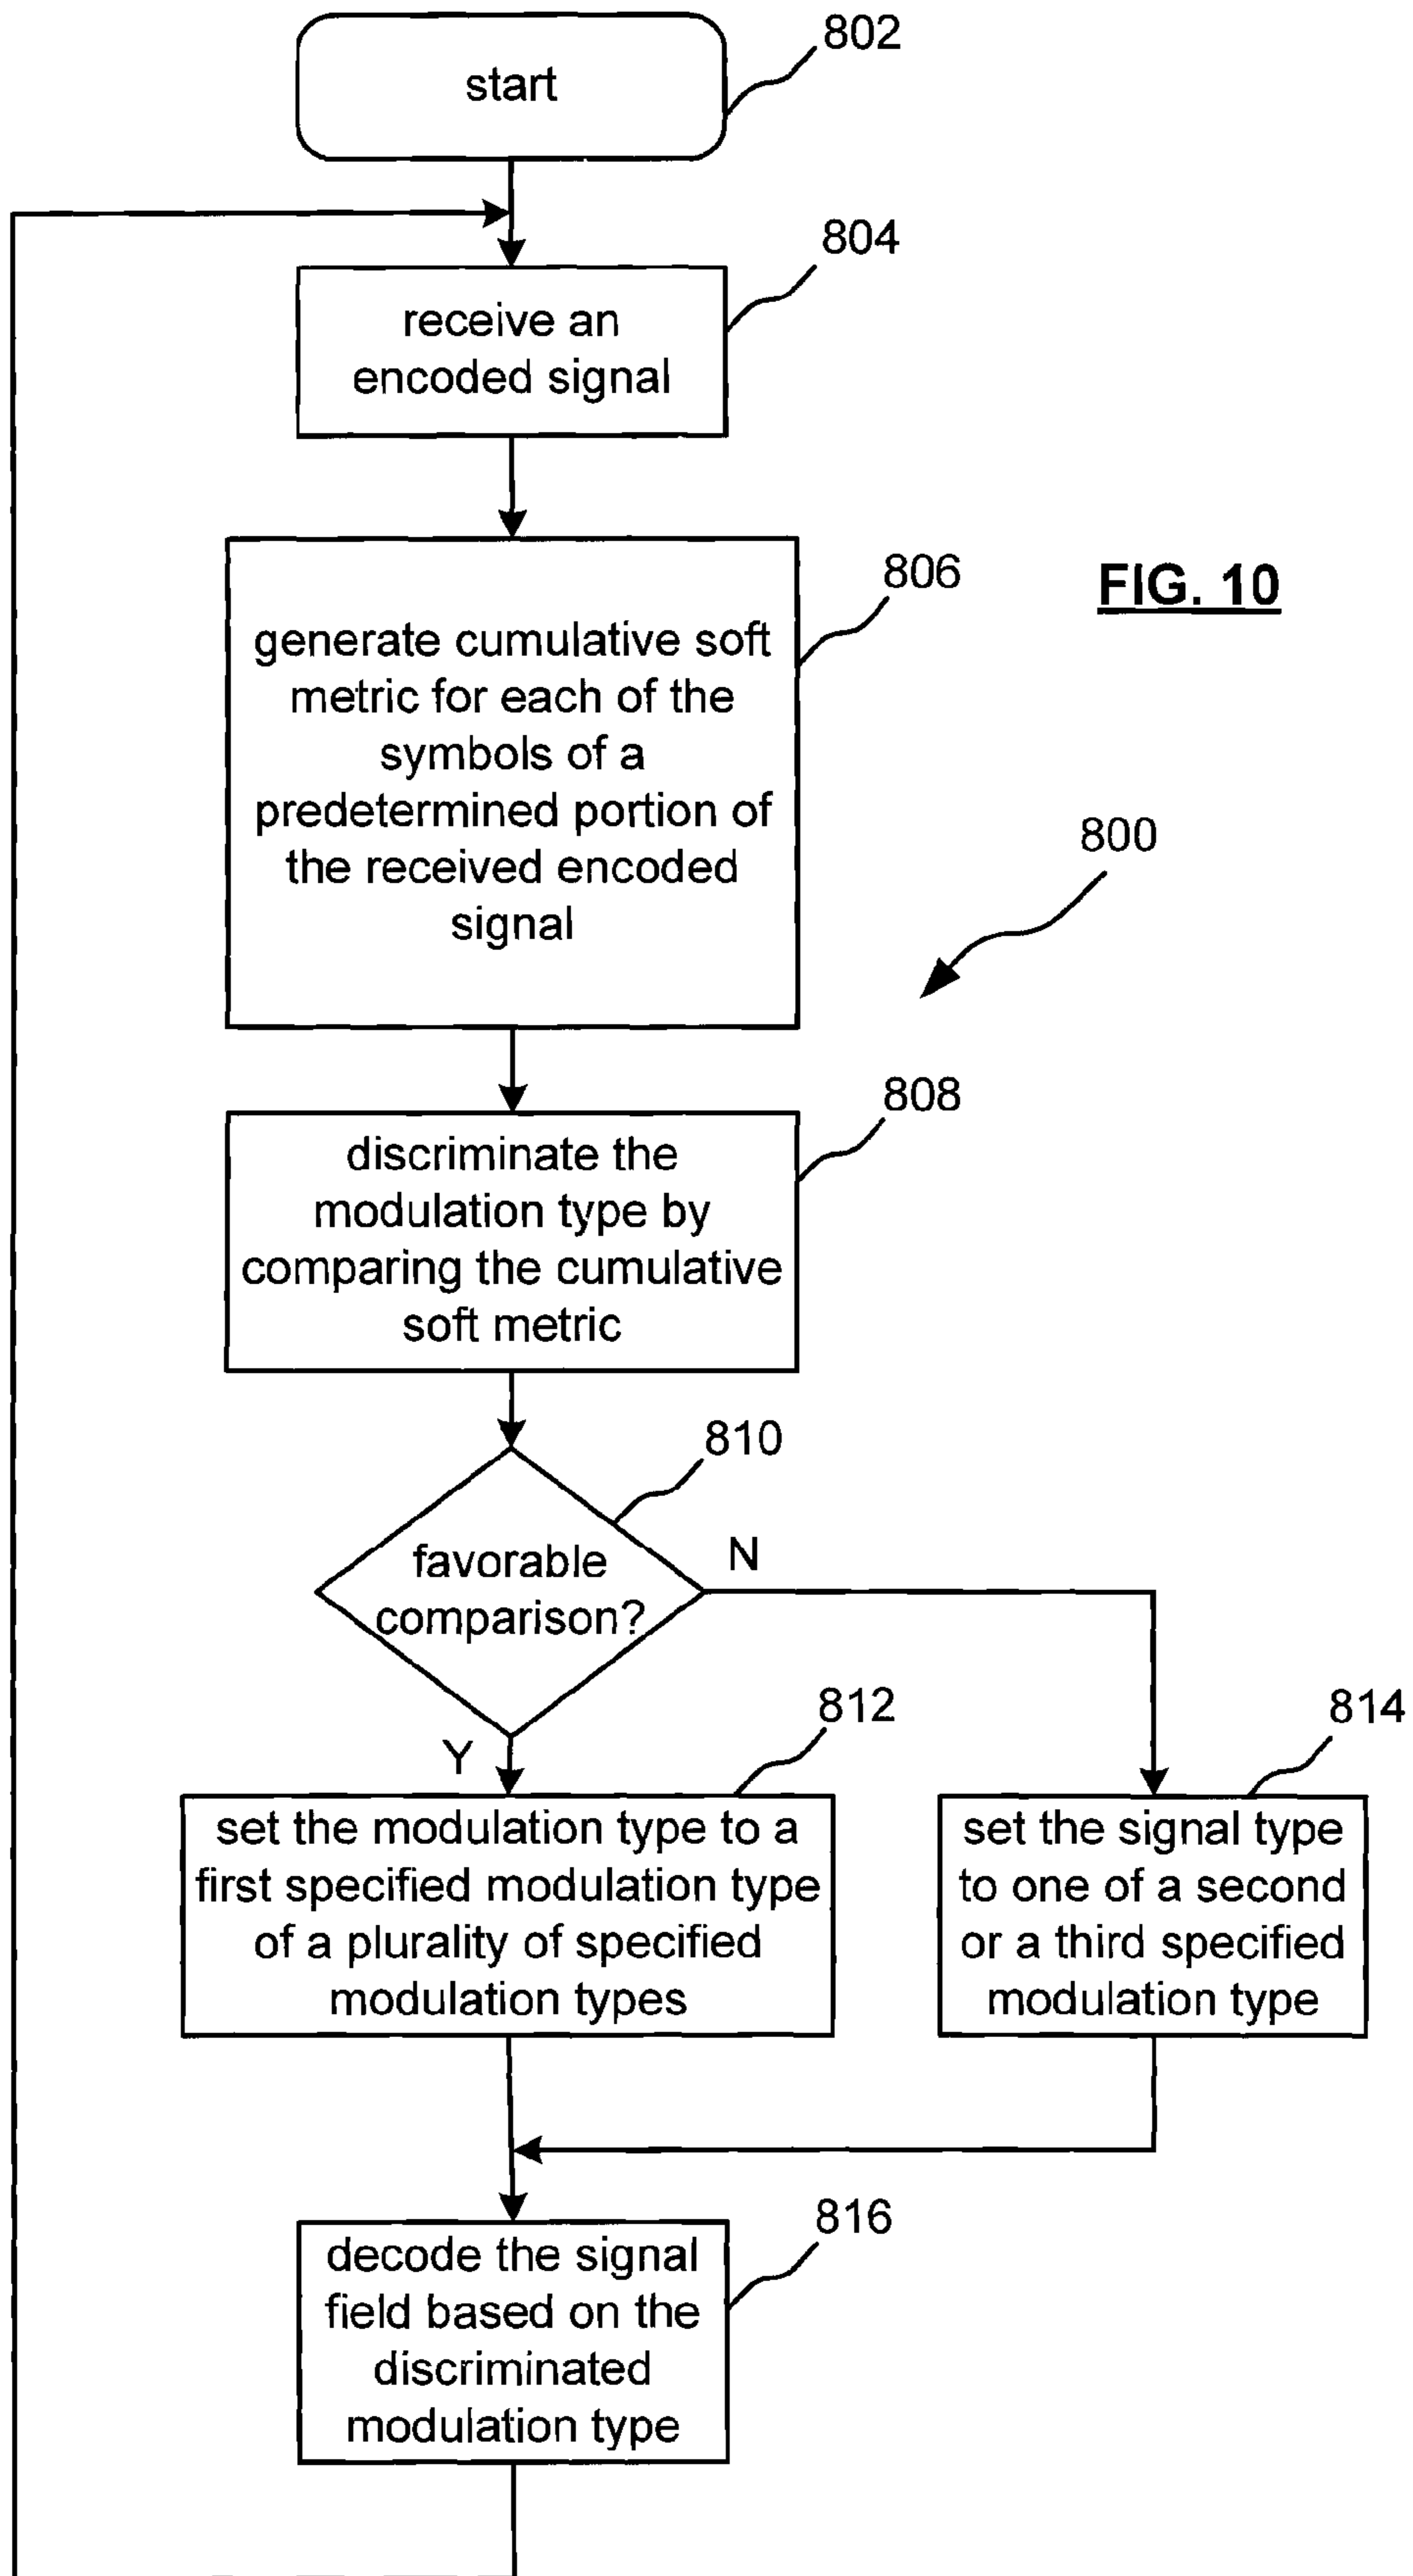 start
802
receive an
encoded signal
804
generate cumulative soft
metric for each of the
symbols of a
predetermined portion of
the received encoded
signal
806
FIG. 10
800
discriminate the
modulation type by
comparing the cumulative
soft metric
808
favorable
comparison?
810
N
Y
set the modulation type to a
first specified modulation type
of a plurality of specified
modulation types
812
set the signal type
to one of a second
or a third specified
modulation type
814
decode the signal
field based on the
discriminated
modulation type
816